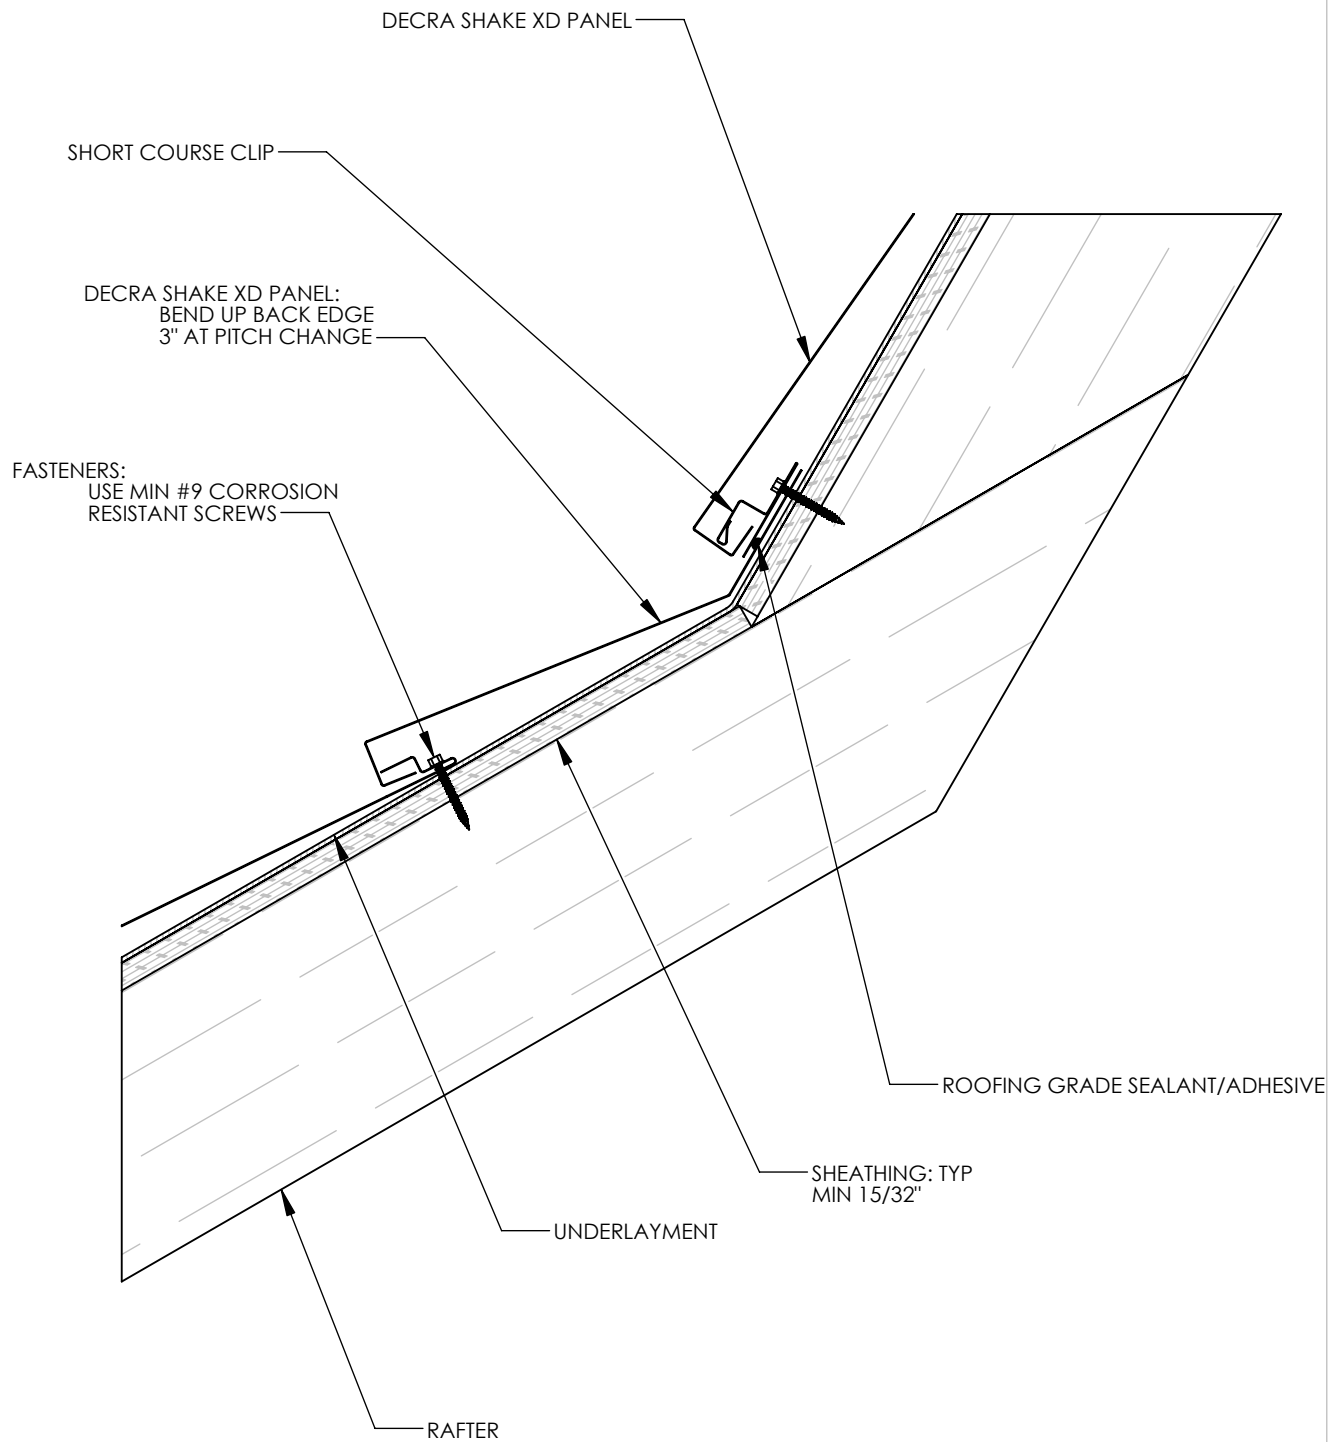 DECRA SHAKE XD PANEL
SHORT COURSE CLIP
DECRA SHAKE XD PANEL:
BEND UP BACK EDGE
3" AT PITCH CHANGE
FASTENERS:
USE MIN #9 CORROSION
RESISTANT SCREWS
ROOFING GRADE SEALANT/ADHESIVE
SHEATHING: TYP
MIN 15/32"
UNDERLAYMENT
RAFTER